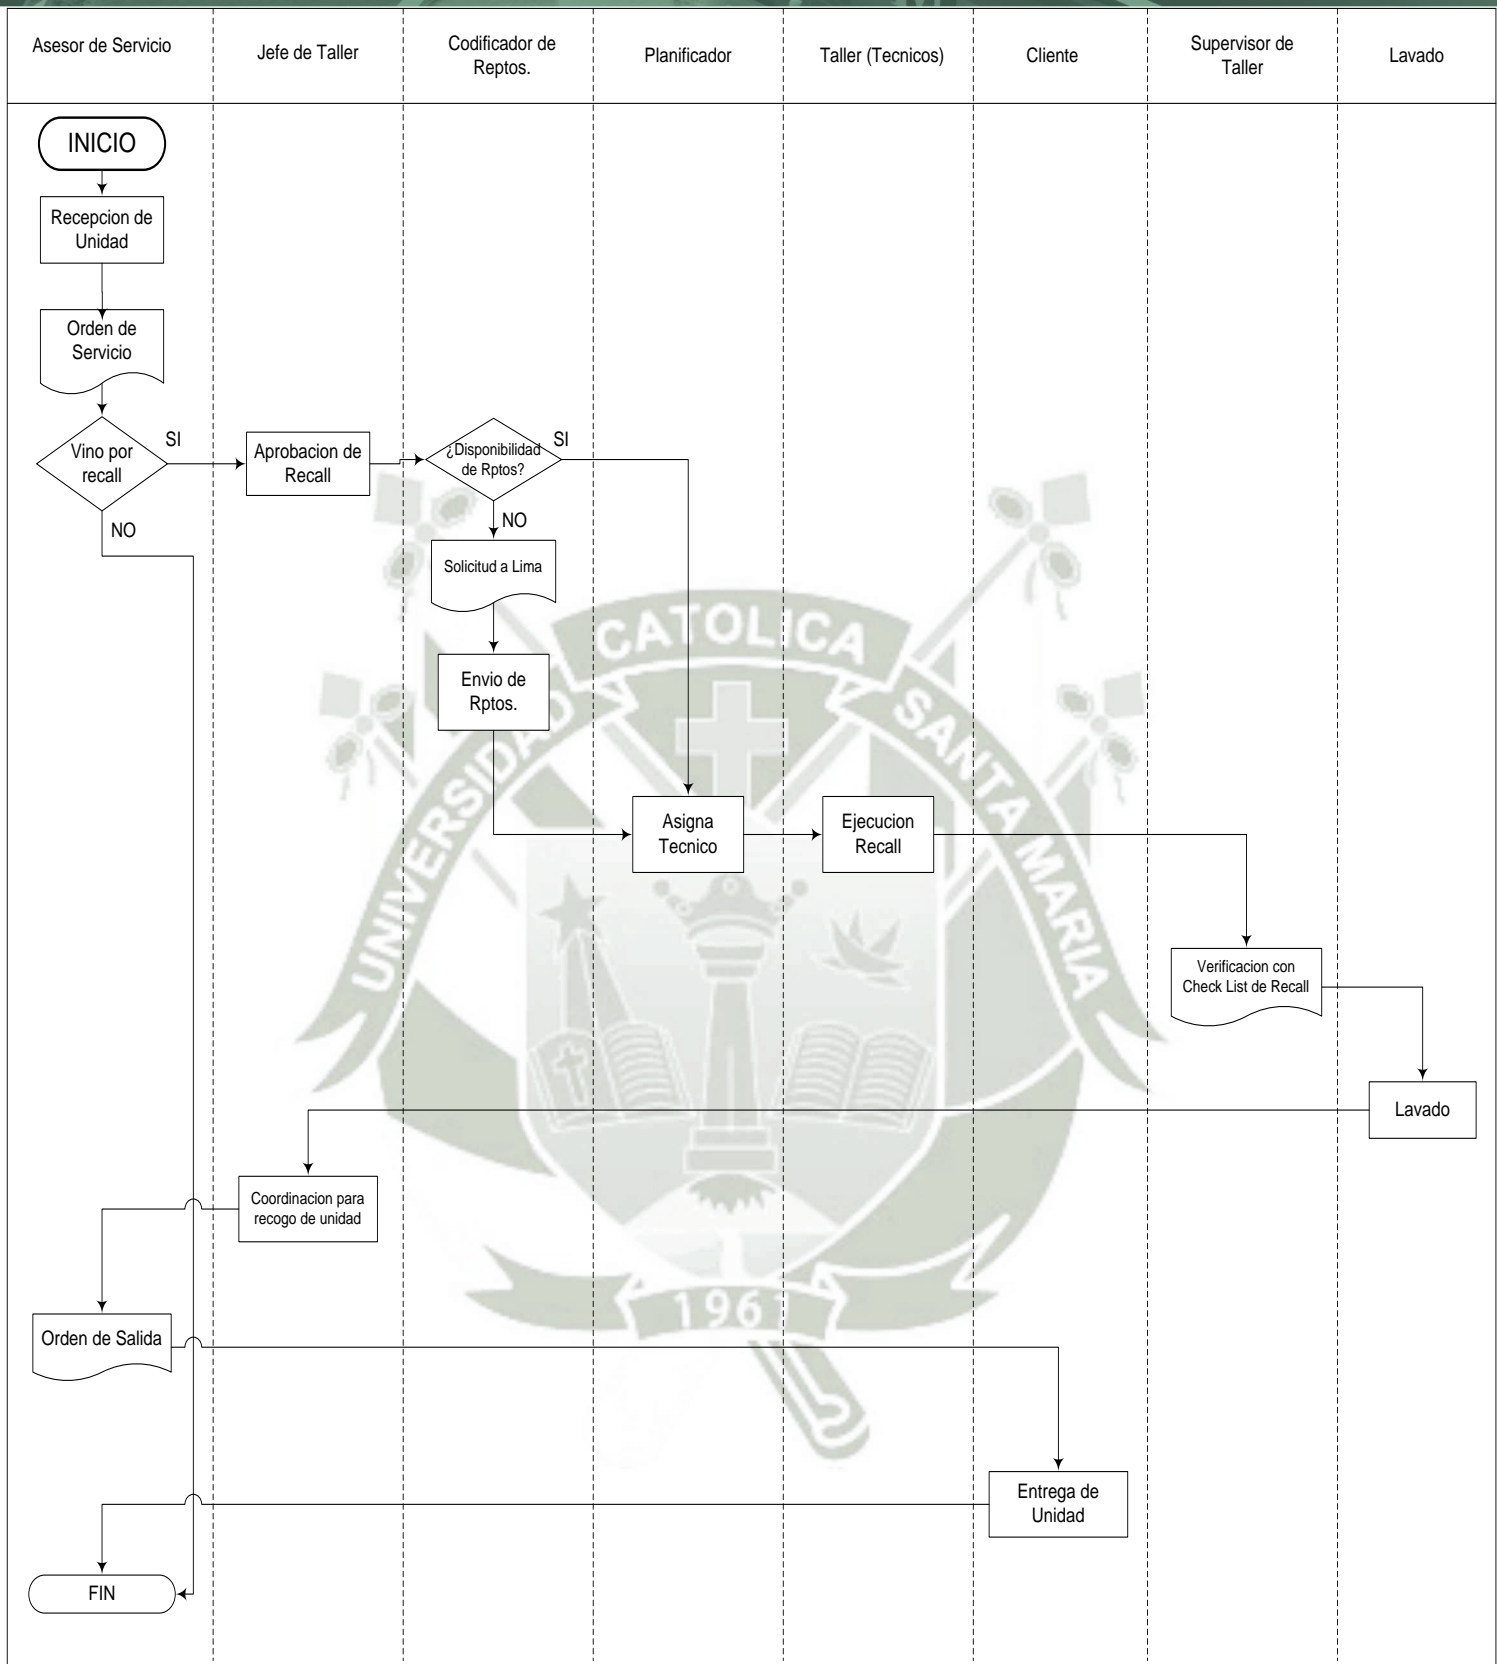 Asesor de Servicio
Jefe de Taller
Codificador de
Reptos.
Planificador
Taller (Tecnicos)
Cliente
Supervisor de
Taller
Lavado
INICIO
Recepcion de
Unidad
Orden de
Servicio
Vino por
recall
SI
NO
Aprobacion de
Recall
¿Disponibilidad
de Rptos?
SI
NO
Solicitud a Lima
Envio de
Rptos.
Asigna
Tecnico
Ejecucion
Recall
Verificacion con
Check List de Recall
Lavado
Coordinacion para
recogo de unidad
Orden de Salida
Entrega de
Unidad
FIN
UNIVERSIDAD
CATOLICA
SANTA MARIA
1961